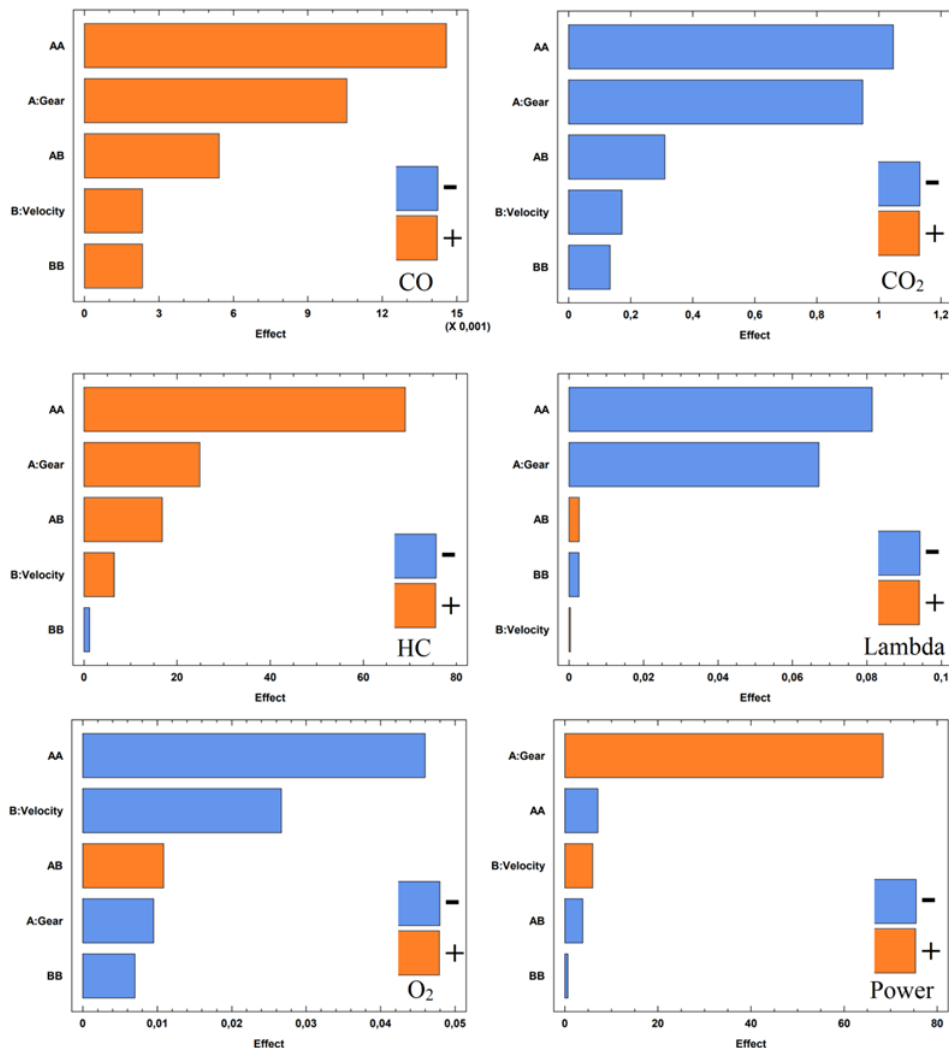 AA
A:Gear
AB
B:Velocity
BB
-
+
CO
0 3 6 9 12 15
(X 0,001)
Effect
AA
A:Gear
AB
B:Velocity
BB
-
+
CO₂
0 0,2 0,4 0,6 0,8 1 1,2
Effect
AA
A:Gear
AB
B:Velocity
BB
-
+
HC
0 20 40 60 80
Effect
AA
A:Gear
AB
BB
B:Velocity
-
+
Lambda
0 0,02 0,04 0,06 0,08 0,1
Effect
AA
B:Velocity
AB
A:Gear
BB
-
+
O₂
0 0,01 0,02 0,03 0,04 0,05
Effect
A:Gear
AA
B:Velocity
AB
BB
-
+
Power
0 20 40 60 80
Effect